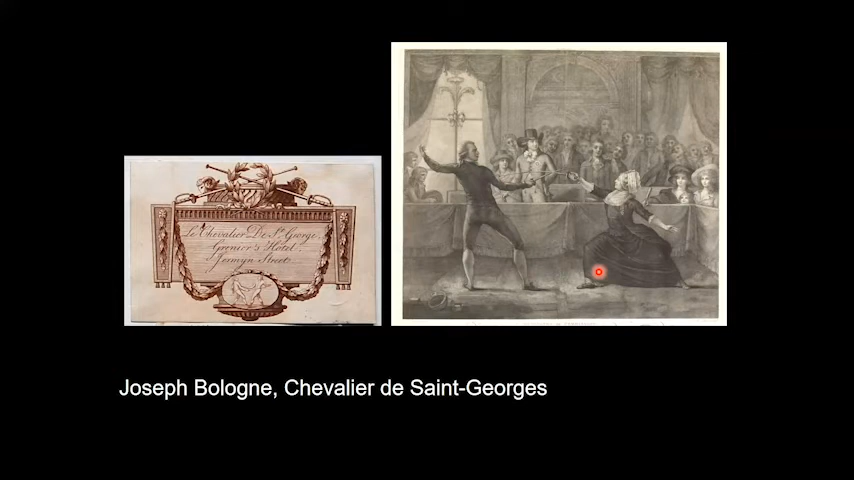 Le Chevalier De St. George,
Grenier's Hotel.
Jermyn Street.
Joseph Bologne, Chevalier de Saint-Georges